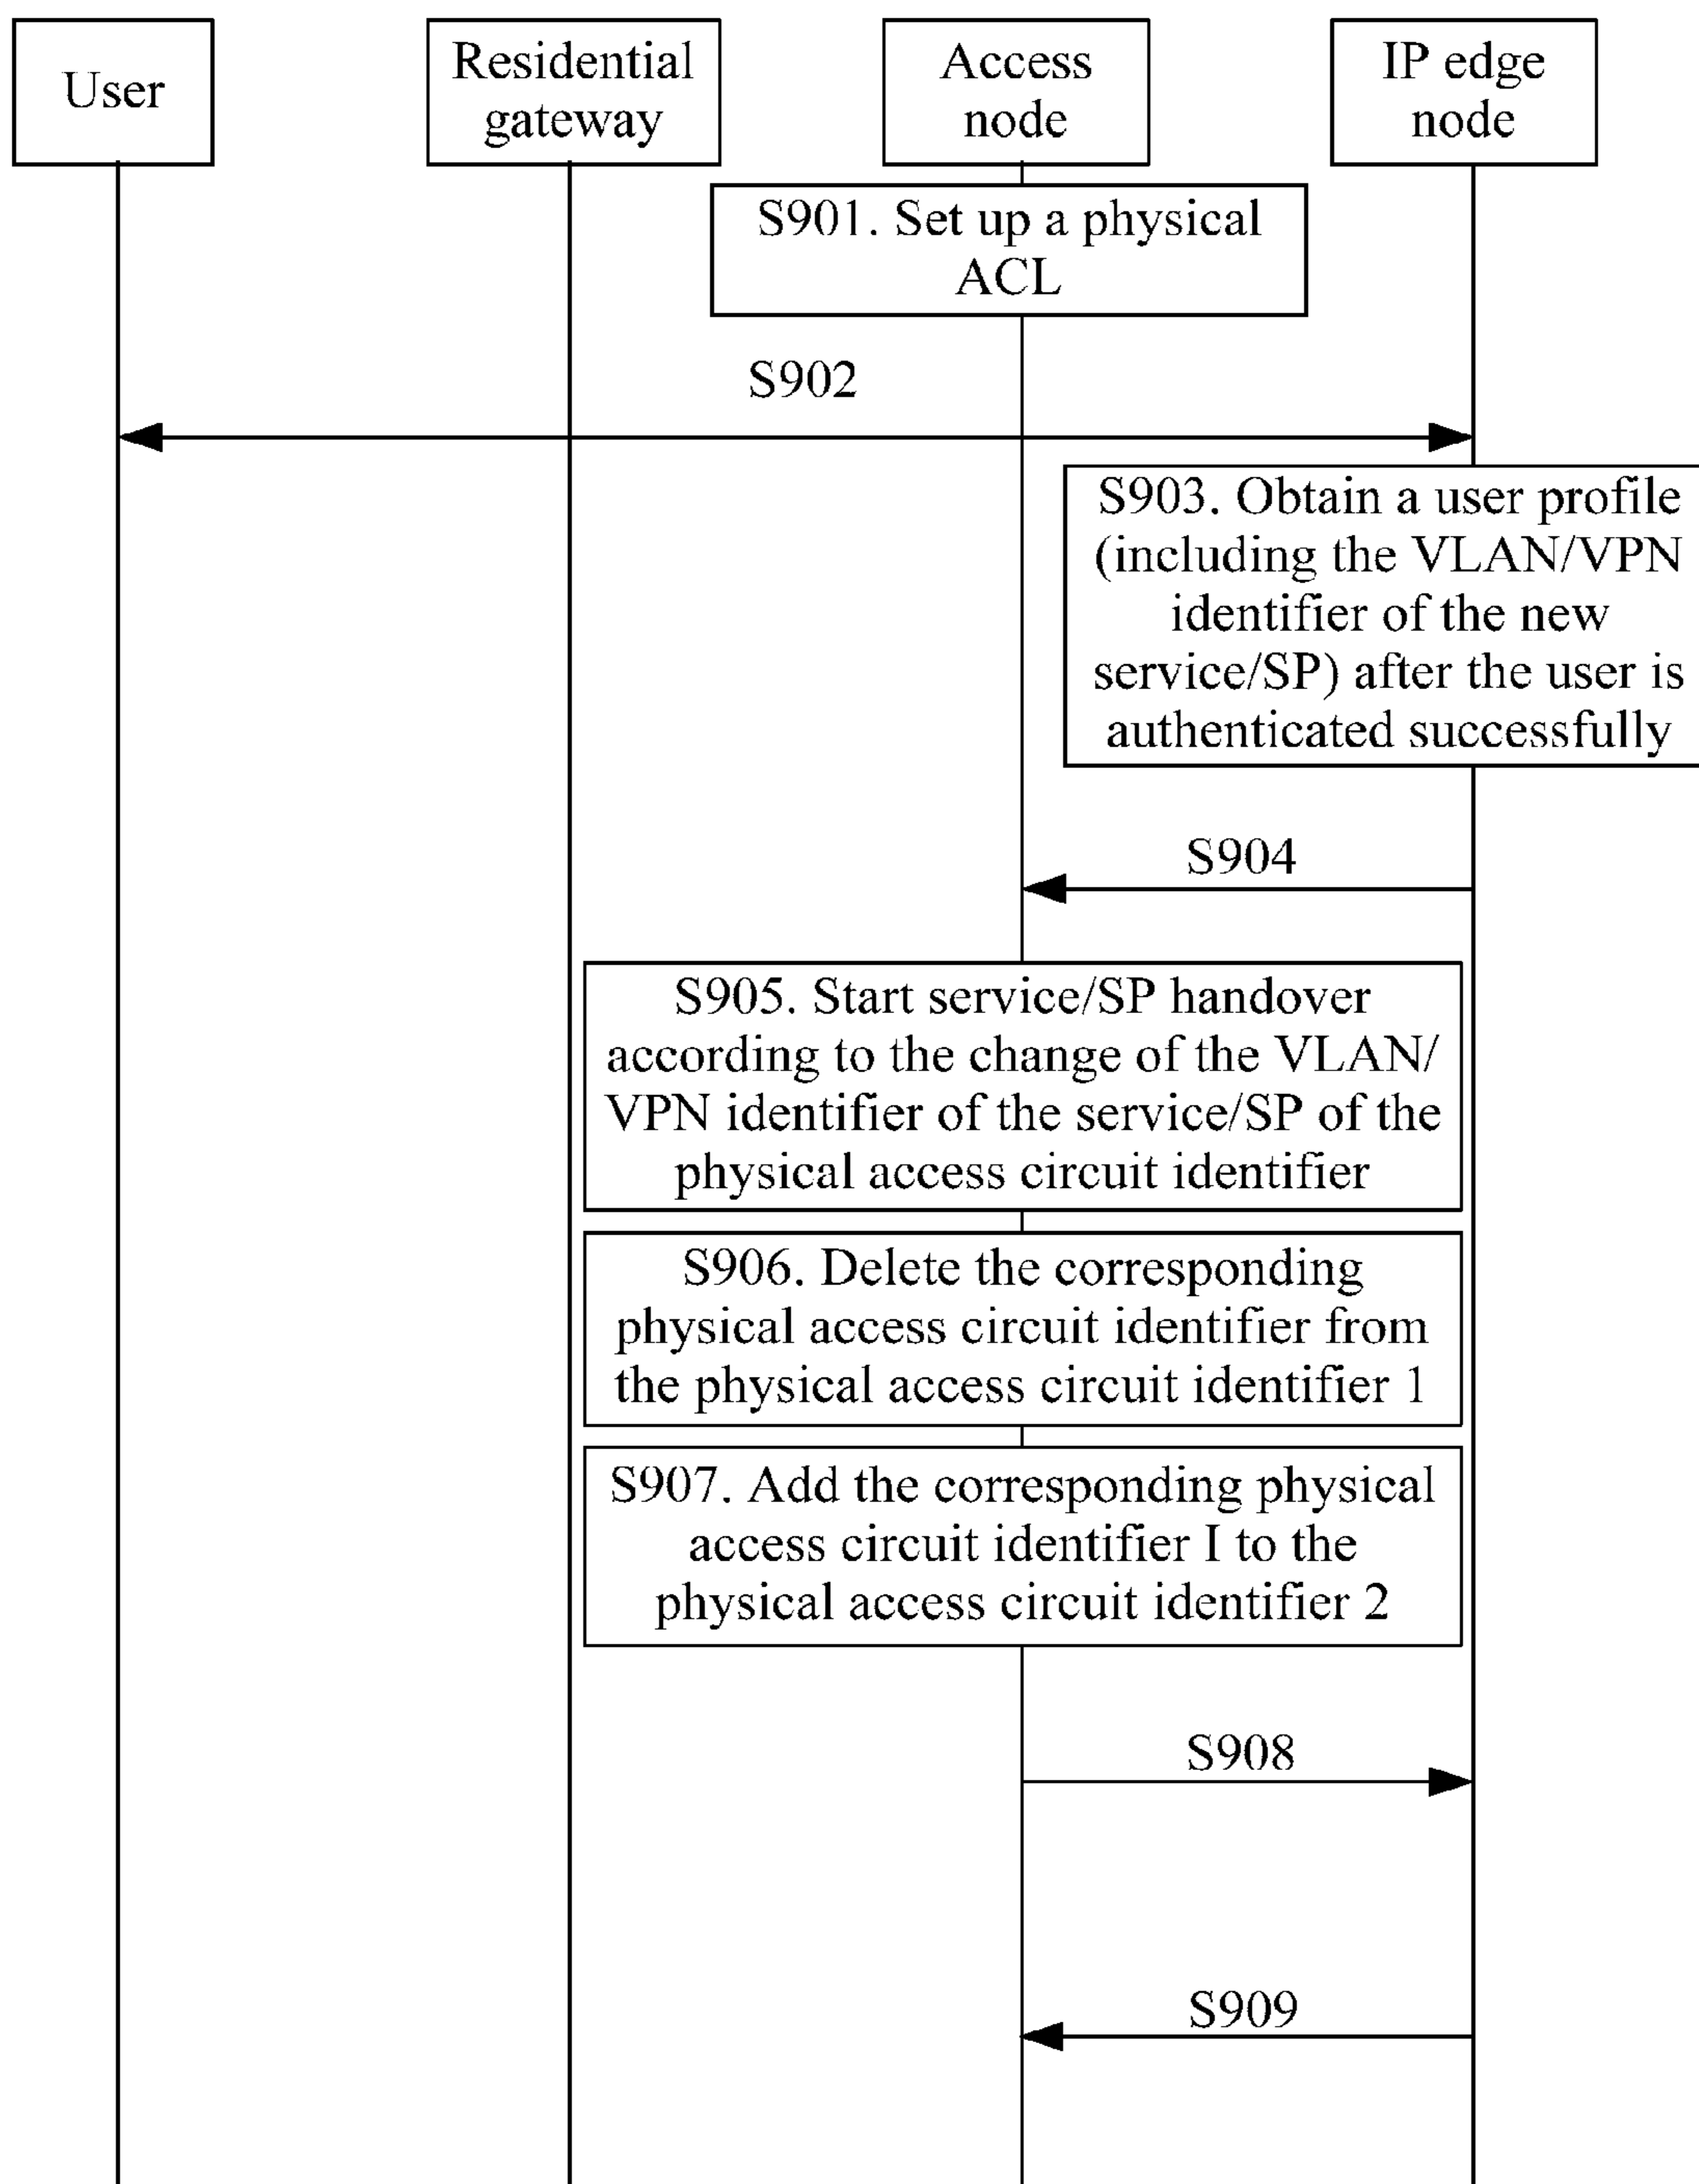 User
Residential
gateway
Access
node
IP edge
node
S901. Set up a physical
ACL
S902
S903. Obtain a user profile
(including the VLAN/VPN
identifier of the new
service/SP) after the user is
authenticated successfully
S904
S905. Start service/SP handover
according to the change of the VLAN/
VPN identifier of the service/SP of the
physical access circuit identifier
S906. Delete the corresponding
physical access circuit identifier from
the physical access circuit identifier 1
S907. Add the corresponding physical
access circuit identifier I to the
physical access circuit identifier 2
S908
S909